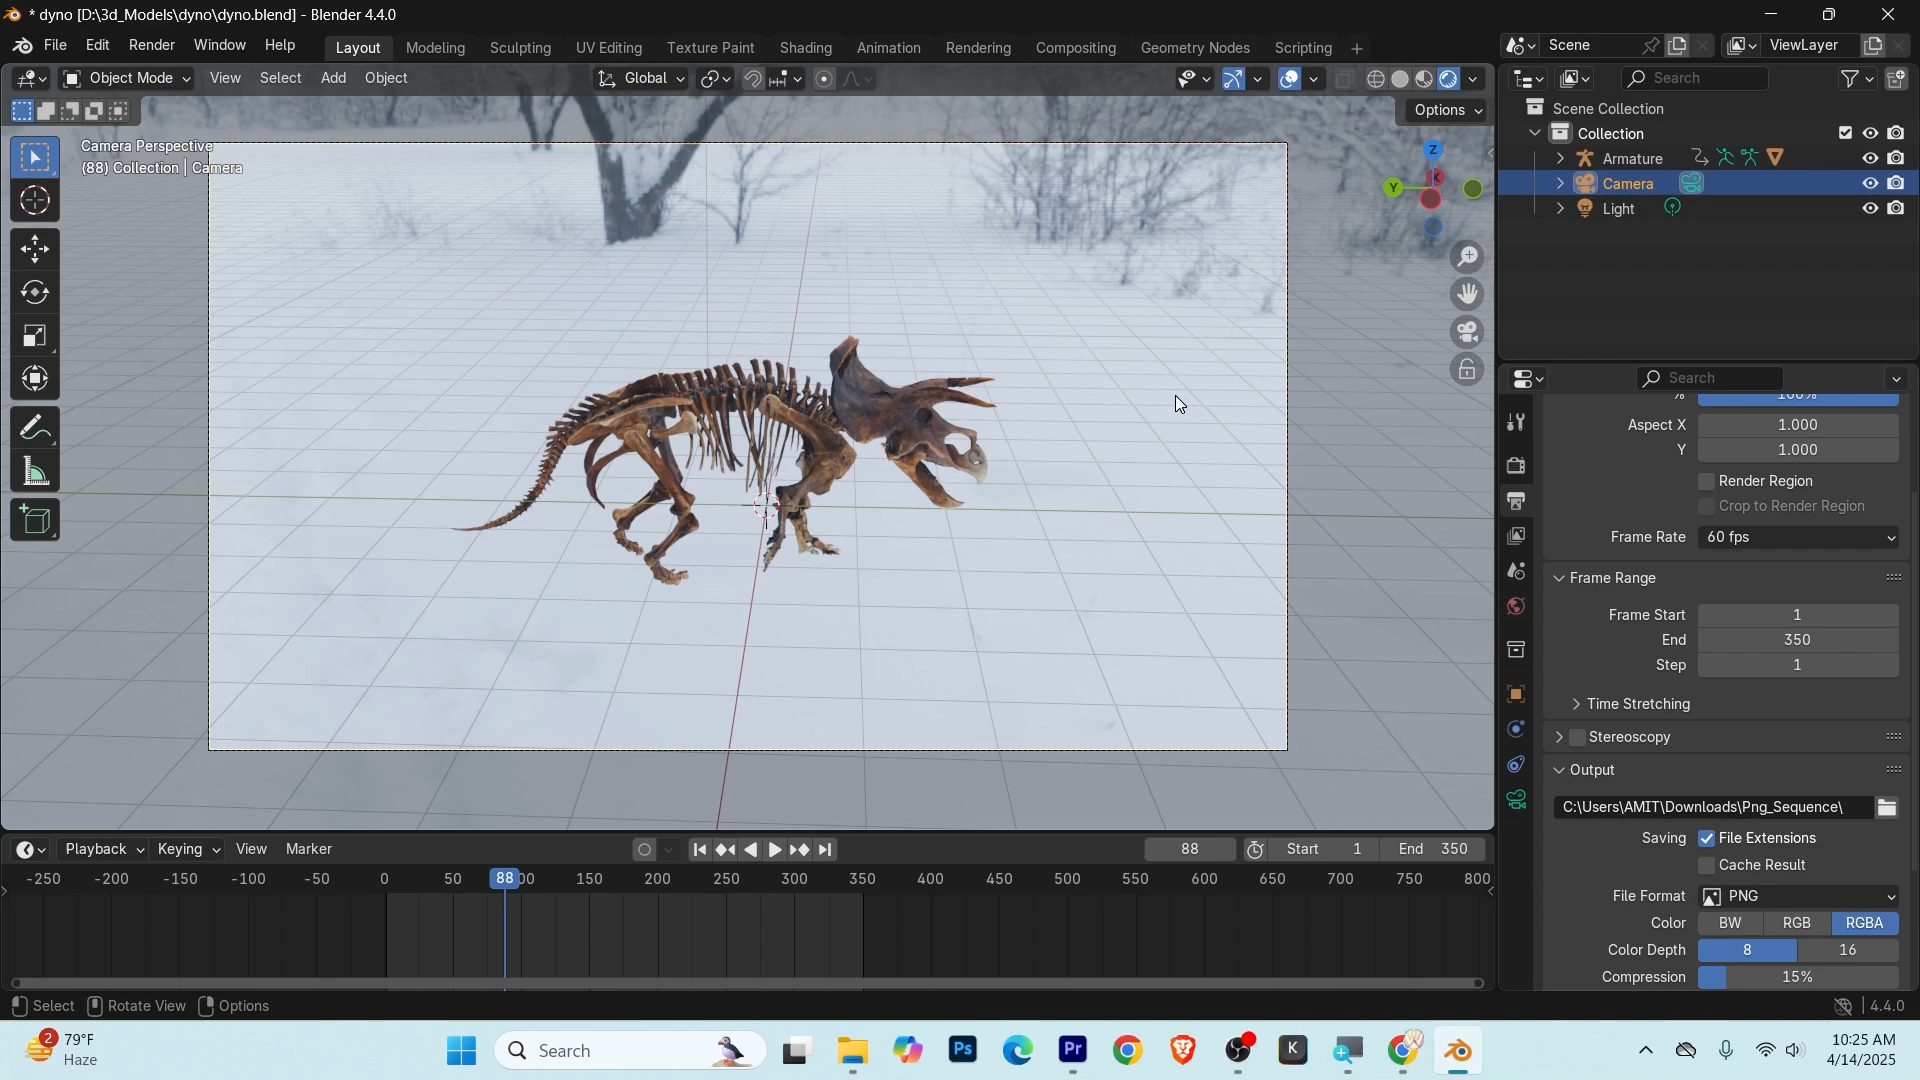 * dyno [D:\3d_Models\dyno\dyno.blend] - Blender 4.4.0
File Edit Render Window Help Layout Modeling Sculpting UV Editing Texture Paint Shading Animation Rendering Compositing Geometry Nodes Scripting + Scene ViewLayer
Object Mode View Select Add Object Global Search
Options
Scene Collection
Collection
Camera Perspective
(88) Collection | Camera
Armature
Camera
Light
Z
X
Y
Search
% 100%
Aspect X 1.000
Y 1.000
Render Region
Crop to Render Region
Frame Rate 60 fps
Frame Range
Frame Start 1
End 350
Step 1
Time Stretching
Stereoscopy
Output
C:\Users\AMIT\Downloads\Png_Sequence\
Saving File Extensions
Cache Result
File Format PNG
Color BW RGB RGBA
Color Depth 8 16
Compression 15%
Playback Keying View Marker 88 Start 1 End 350
-250 -200 -150 -100 -50 0 50 88 00 150 200 250 300 350 400 450 500 550 600 650 700 750 800
Select Rotate View Options 4.4.0
2 79°F
Haze
Search
Ps
Pr
K
10:25 AM
4/14/2025